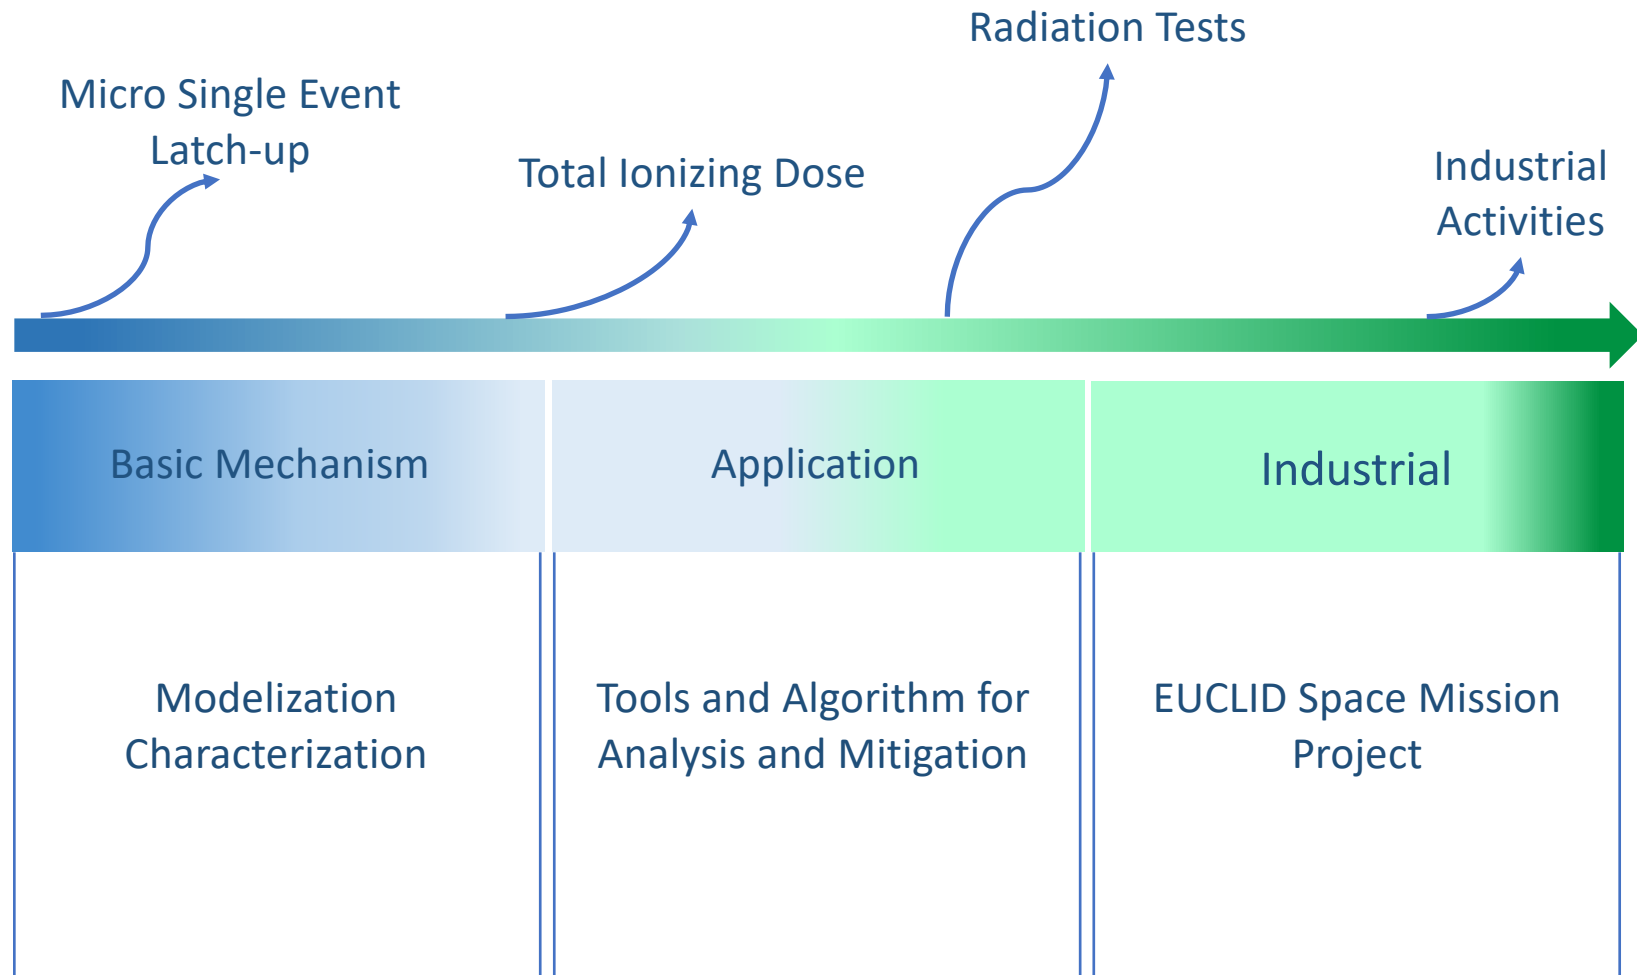 Radiation Tests
Micro Single Event
Latch-up
Total Ionizing Dose
Industrial
Activities
Basic Mechanism
Application
Industrial
Modelization
Characterization
Tools and Algorithm for
Analysis and Mitigation
EUCLID Space Mission
Project